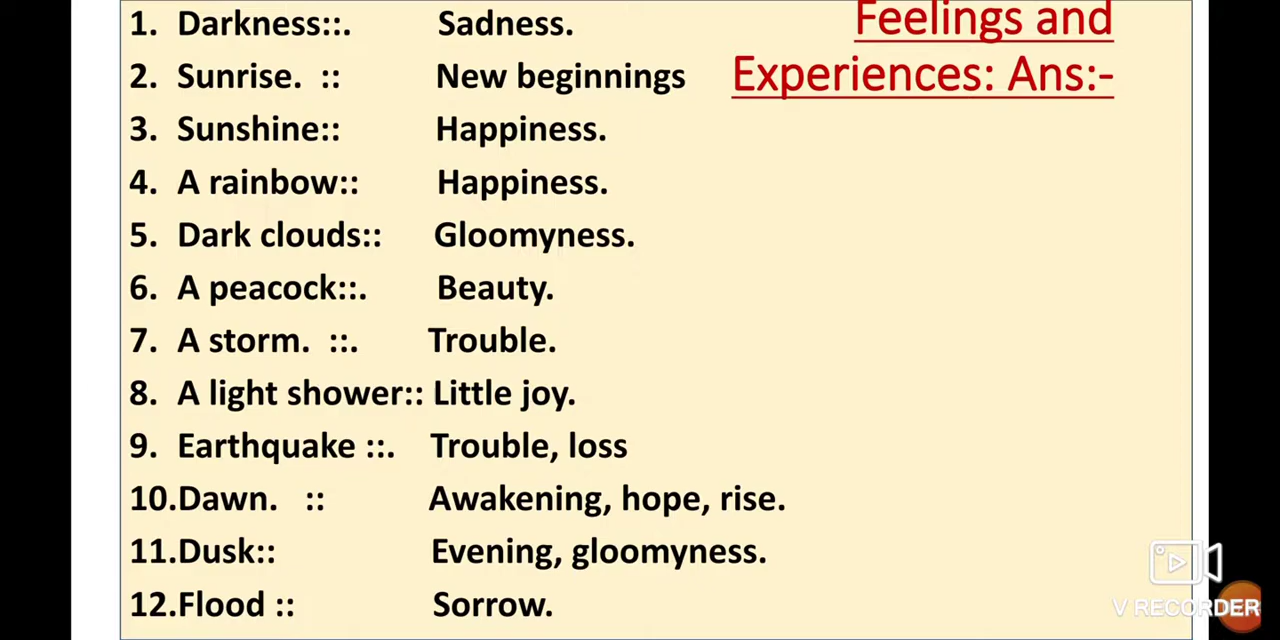 Feelings and
Experiences: Ans:-
1. Darkness::. Sadness.
2. Sunrise. :: New beginnings
3. Sunshine:: Happiness.
4. A rainbow:: Happiness.
5. Dark clouds:: Gloomyness.
6. A peacock::. Beauty.
7. A storm. ::. Trouble.
8. A light shower:: Little joy.
9. Earthquake ::. Trouble, loss
10.Dawn. :: Awakening, hope, rise.
11.Dusk:: Evening, gloomyness.
12.Flood :: Sorrow.
V RECORDER